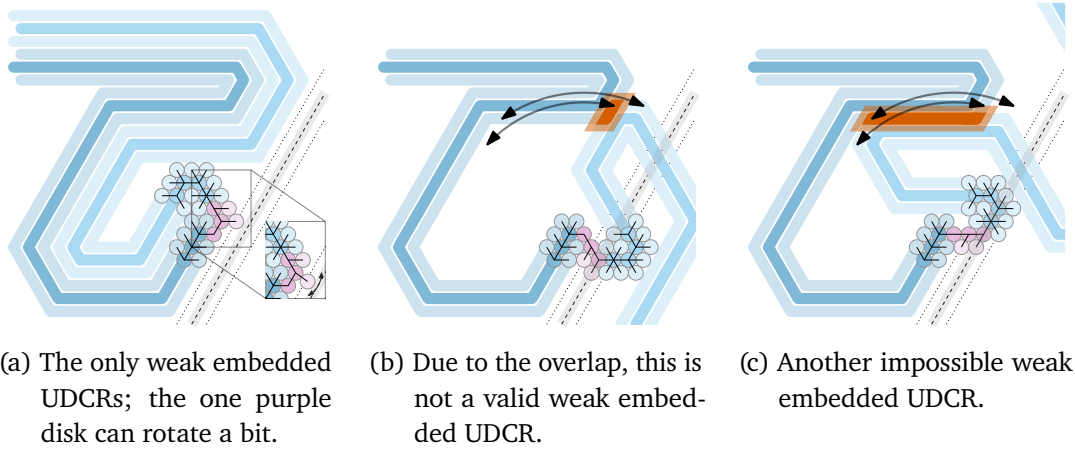 (a) The only weak embedded
UDCRs; the one purple
disk can rotate a bit.
(b) Due to the overlap, this is
not a valid weak embed-
ded UDCR.
(c) Another impossible weak
embedded UDCR.